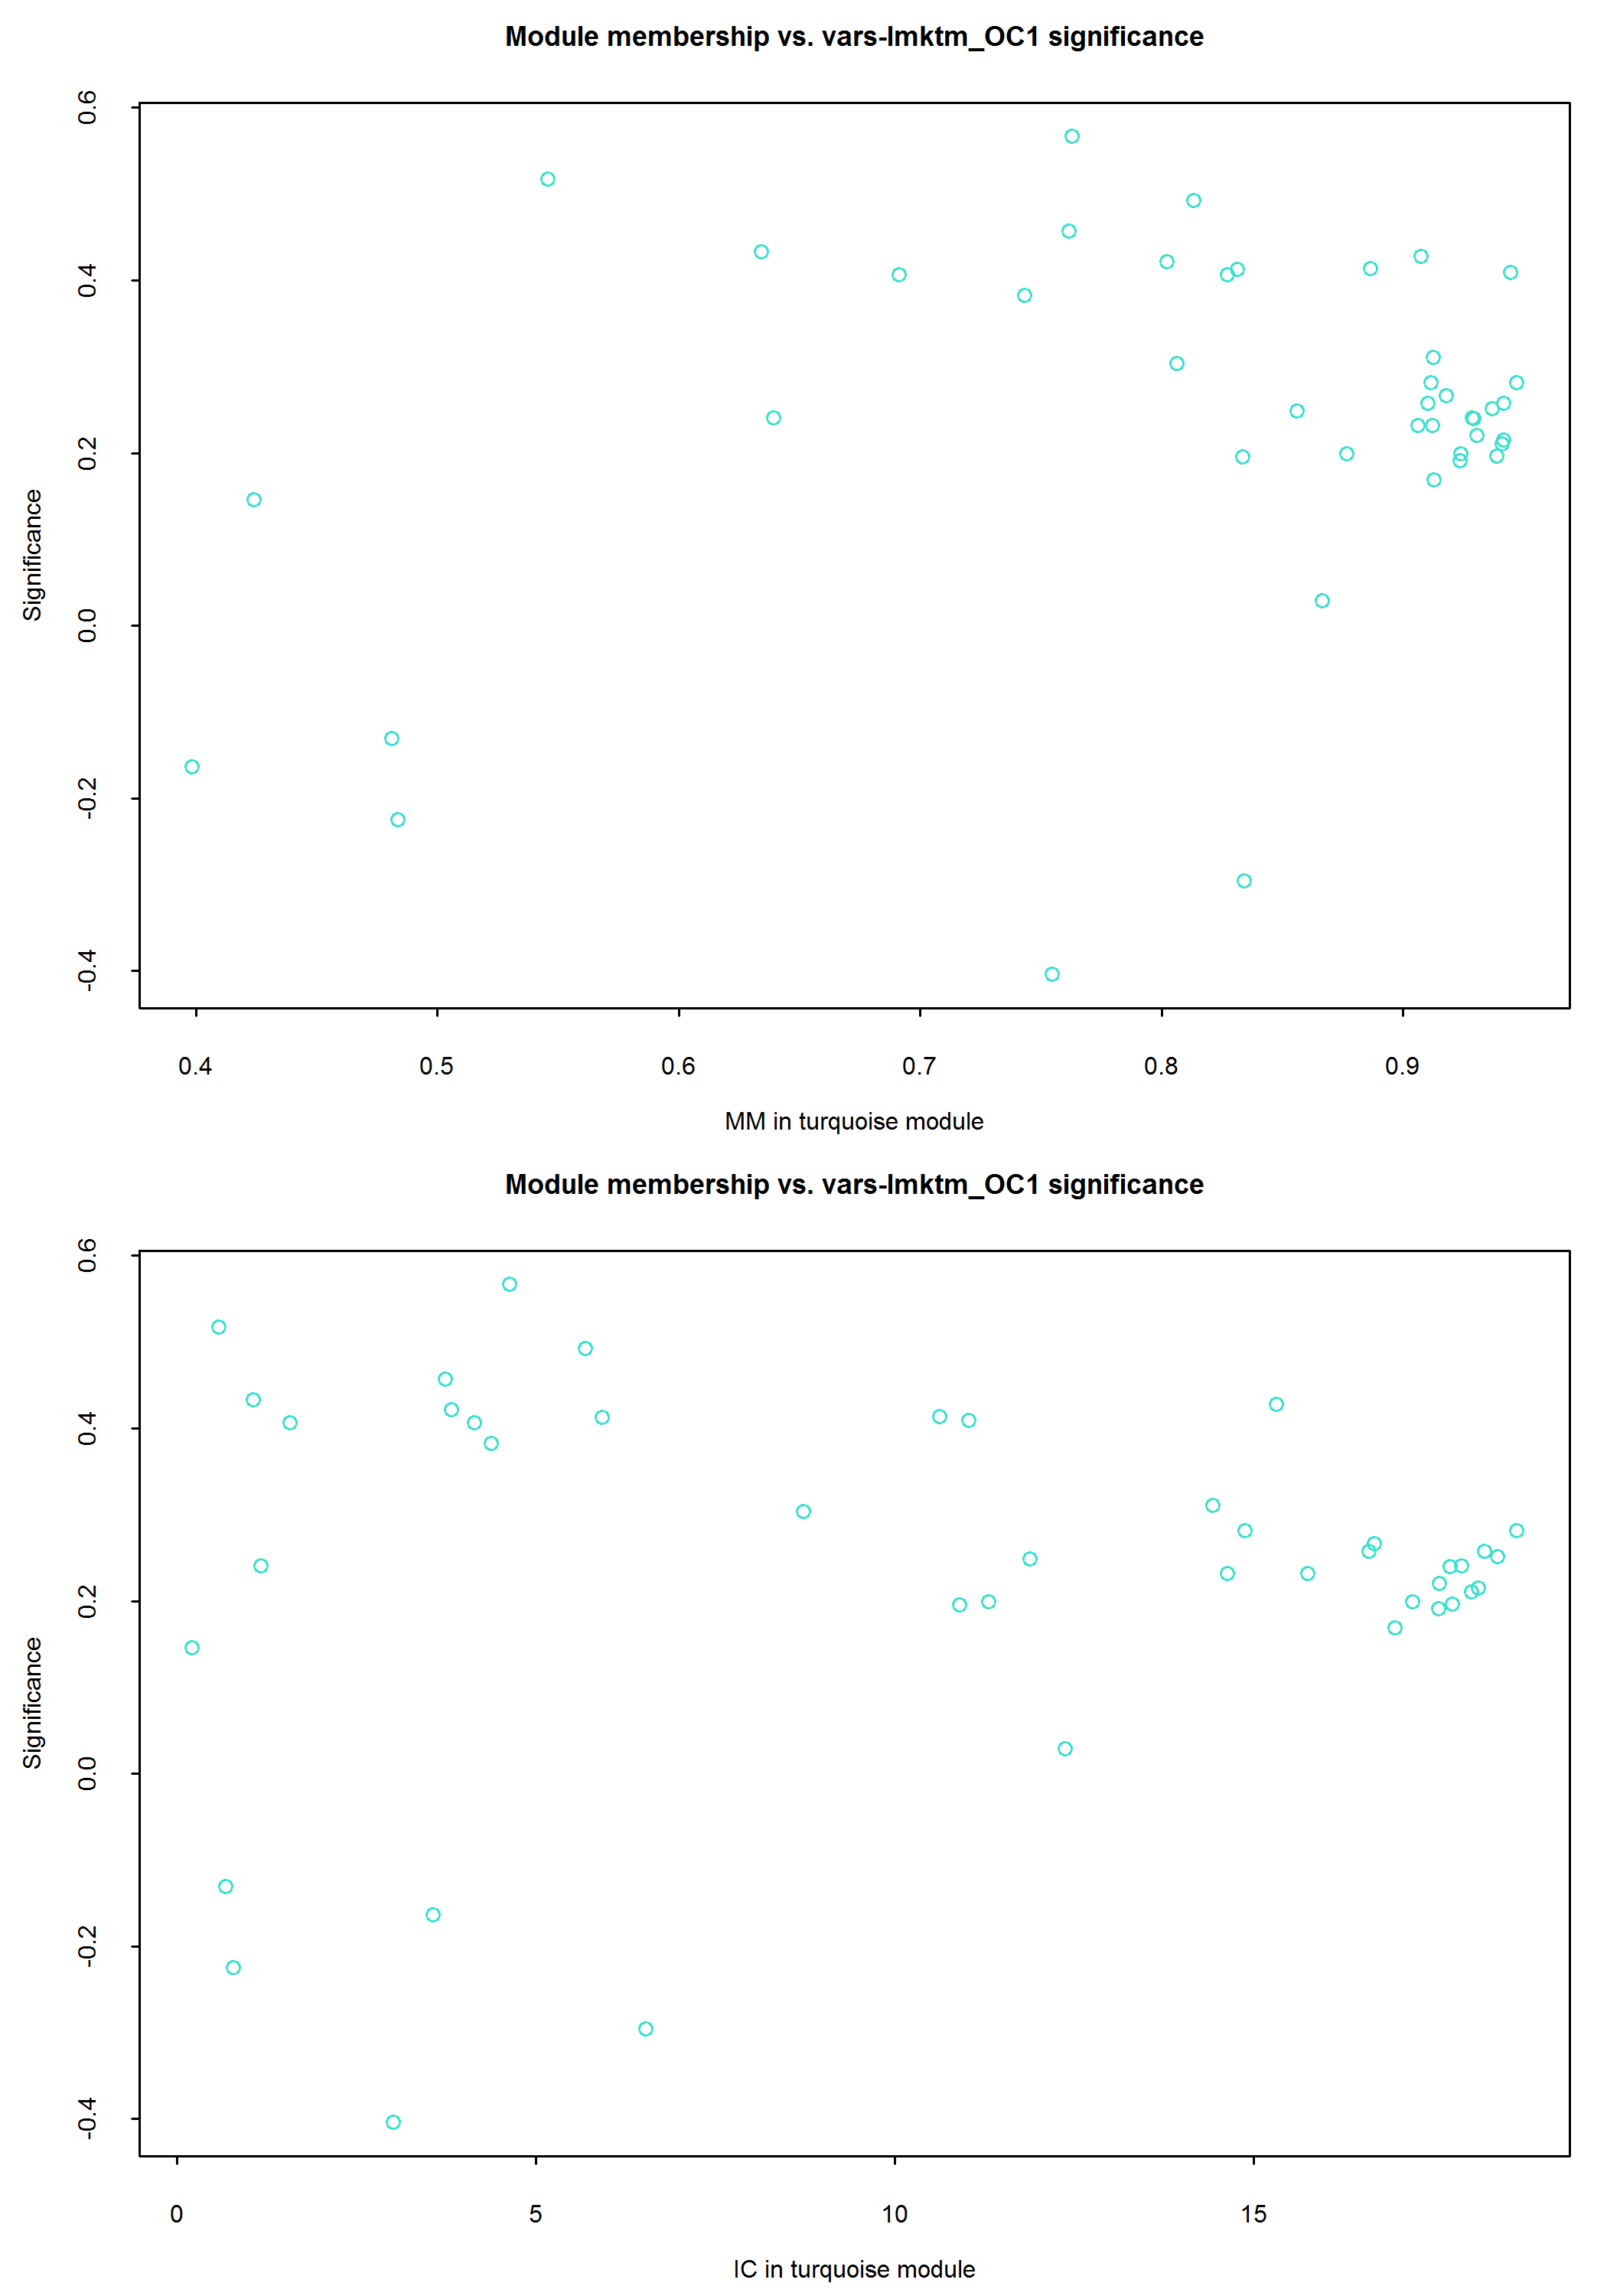 Module membership vs. vars-lmktm_OC1 significance
0.6
0.4
0.2
0.0
-0.2
-0.4
Significance
0.4 0.5 0.6 0.7 0.8 0.9
MM in turquoise module
Module membership vs. vars-lmktm_OC1 significance
0.6
0.4
0.2
0.0
-0.2
-0.4
Significance
0 5 10 15
IC in turquoise module